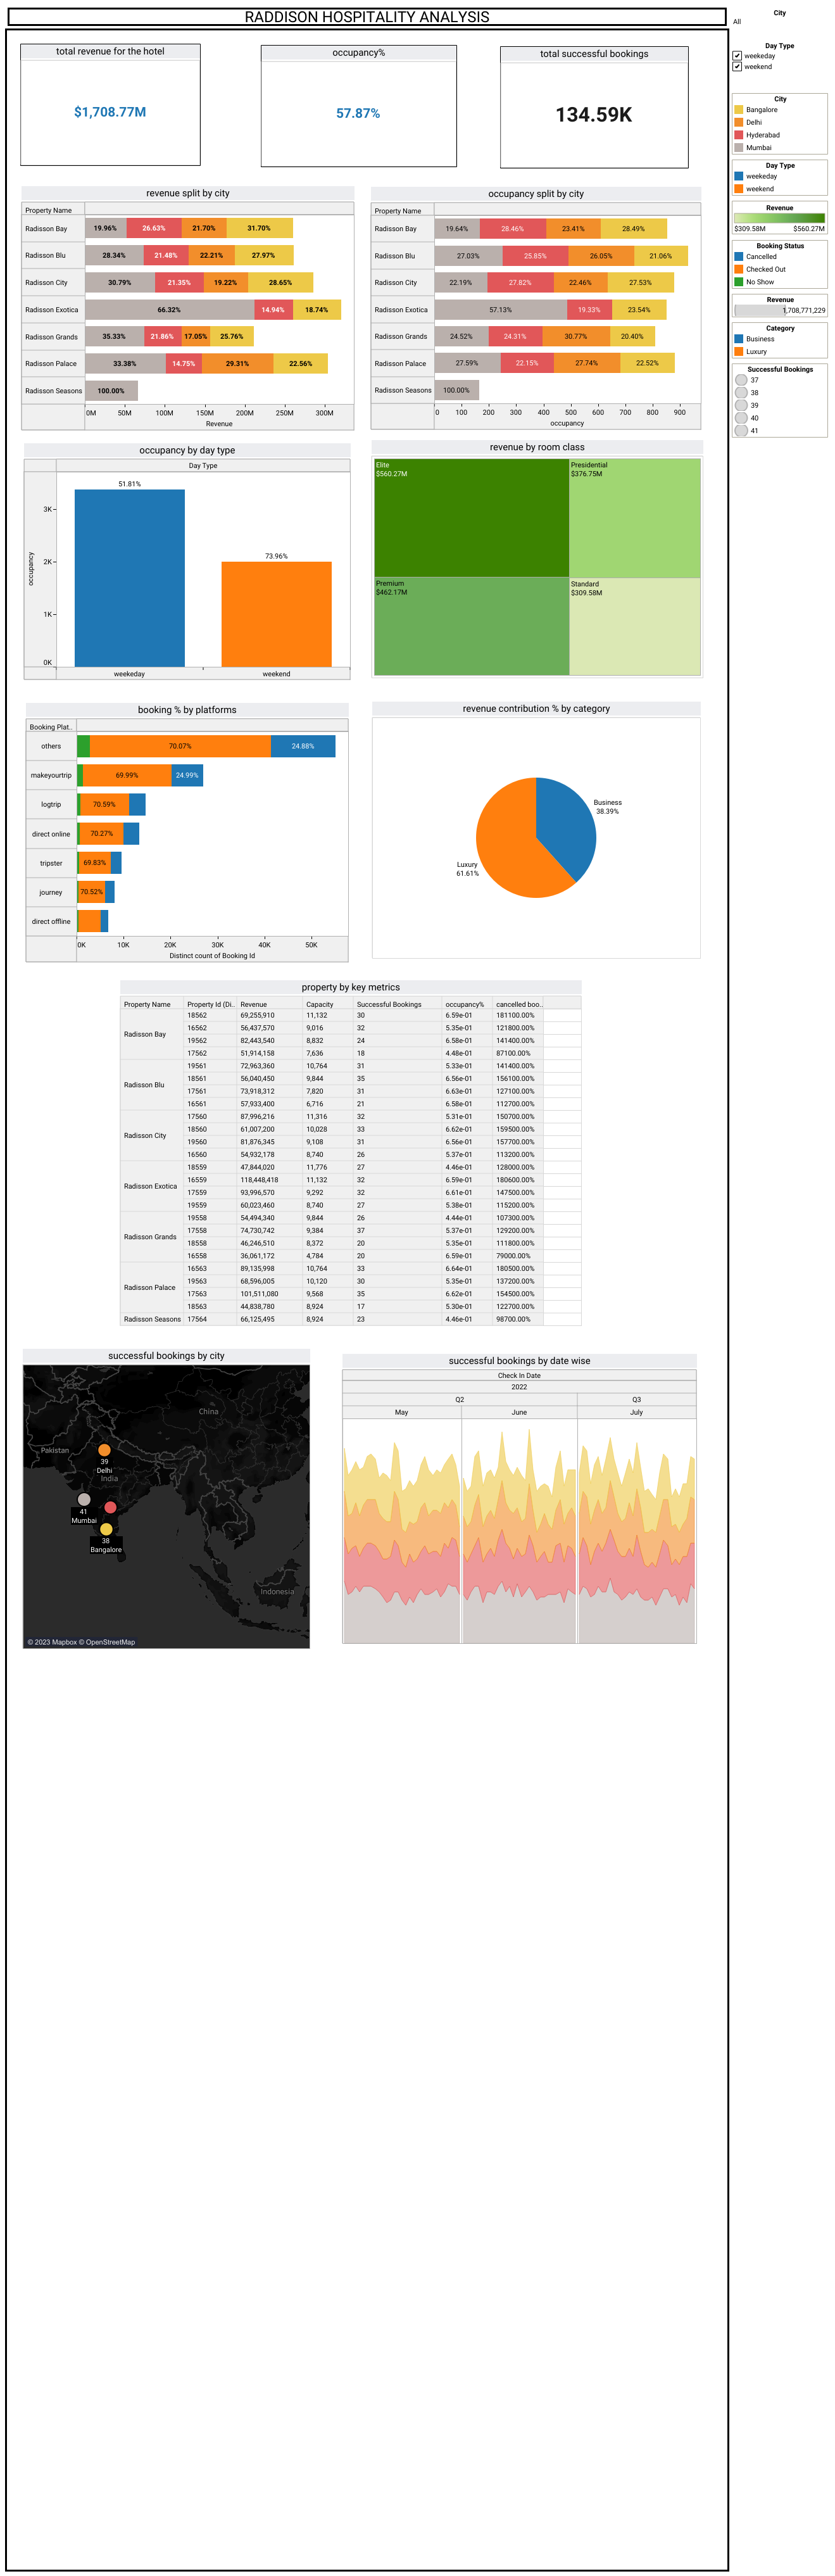 RADDISON HOSPITALITY ANALYSIS
City
All
Day Type
weekeday
weekend
City
Bangalore
Delhi
Hyderabad
Mumbai
Day Type
weekeday
weekend
Revenue
$309.58M $560.27M
Booking Status
Cancelled
Checked Out
No Show
Revenue
1,708,771,229
Category
Business
Luxury
Successful Bookings
37
38
39
40
41
total revenue for the hotel
$1,708.77M
occupancy%
57.87%
total successful bookings
134.59K
revenue split by city
Property Name
Radisson Bay 19.96% 26.63% 21.70% 31.70%
Radisson Blu 28.34% 21.48% 22.21% 27.97%
Radisson City 30.79% 21.35% 19.22% 28.65%
Radisson Exotica 66.32% 14.94% 18.74%
Radisson Grands 35.33% 21.86% 17.05% 25.76%
Radisson Palace 33.38% 14.75% 29.31% 22.56%
Radisson Seasons 100.00%
0M 50M 100M 150M 200M 250M 300M
Revenue
occupancy split by city
Property Name
Radisson Bay 19.64% 28.46% 23.41% 28.49%
Radisson Blu 27.03% 25.85% 26.05% 21.06%
Radisson City 22.19% 27.82% 22.46% 27.53%
Radisson Exotica 57.13% 19.33% 23.54%
Radisson Grands 24.52% 24.31% 30.77% 20.40%
Radisson Palace 27.59% 22.15% 27.74% 22.52%
Radisson Seasons 100.00%
0 100 200 300 400 500 600 700 800 900
occupancy
occupancy by day type
Day Type
51.81%
73.96%
3K
2K
1K
0K
occupancy
weekeday weekend
revenue by room class
Elite
$560.27M
Presidential
$376.75M
Premium
$462.17M
Standard
$309.58M
booking % by platforms
Booking Plat..
others 70.07% 24.88%
makeyourtrip 69.99% 24.99%
logtrip 70.59%
direct online 70.27%
tripster 69.83%
journey 70.52%
direct offline
0K 10K 20K 30K 40K 50K
Distinct count of Booking Id
revenue contribution % by category
Business
38.39%
Luxury
61.61%
property by key metrics
Property Name Property Id (Di.. Revenue Capacity Successful Bookings occupancy% cancelled boo..
Radisson Bay
18562 69,255,910 11,132 30 6.59e-01 181100.00%
16562 56,437,570 9,016 32 5.35e-01 121800.00%
19562 82,443,540 8,832 24 6.58e-01 141400.00%
17562 51,914,158 7,636 18 4.48e-01 87100.00%
Radisson Blu
19561 72,963,360 10,764 31 5.33e-01 141400.00%
18561 56,040,450 9,844 35 6.56e-01 156100.00%
17561 73,918,312 7,820 31 6.63e-01 127100.00%
16561 57,933,400 6,716 21 6.58e-01 112700.00%
Radisson City
17560 87,996,216 11,316 32 5.31e-01 150700.00%
18560 61,007,200 10,028 33 6.62e-01 159500.00%
19560 81,876,345 9,108 31 6.56e-01 157700.00%
16560 54,932,178 8,740 26 5.37e-01 113200.00%
Radisson Exotica
18559 47,844,020 11,776 27 4.46e-01 128000.00%
16559 118,448,418 11,132 32 6.59e-01 180600.00%
17559 93,996,570 9,292 32 6.61e-01 147500.00%
19559 60,023,460 8,740 27 5.38e-01 115200.00%
Radisson Grands
19558 54,494,340 9,844 26 4.44e-01 107300.00%
17558 74,730,742 9,384 37 5.37e-01 129200.00%
18558 46,246,510 8,372 20 5.35e-01 111800.00%
16558 36,061,172 4,784 20 6.59e-01 79000.00%
Radisson Palace
16563 89,135,998 10,764 33 6.64e-01 180500.00%
19563 68,596,005 10,120 30 5.35e-01 137200.00%
17563 101,511,080 9,568 35 6.62e-01 154500.00%
18563 44,838,780 8,924 17 5.30e-01 122700.00%
Radisson Seasons 17564 66,125,495 8,924 23 4.46e-01 98700.00%
successful bookings by city
China
Pakistan
39
Delhi
India
41
Mumbai
38
Bangalore
Indonesia
© 2023 Mapbox © OpenStreetMap
successful bookings by date wise
Check In Date
2022
Q2 Q3
May June July